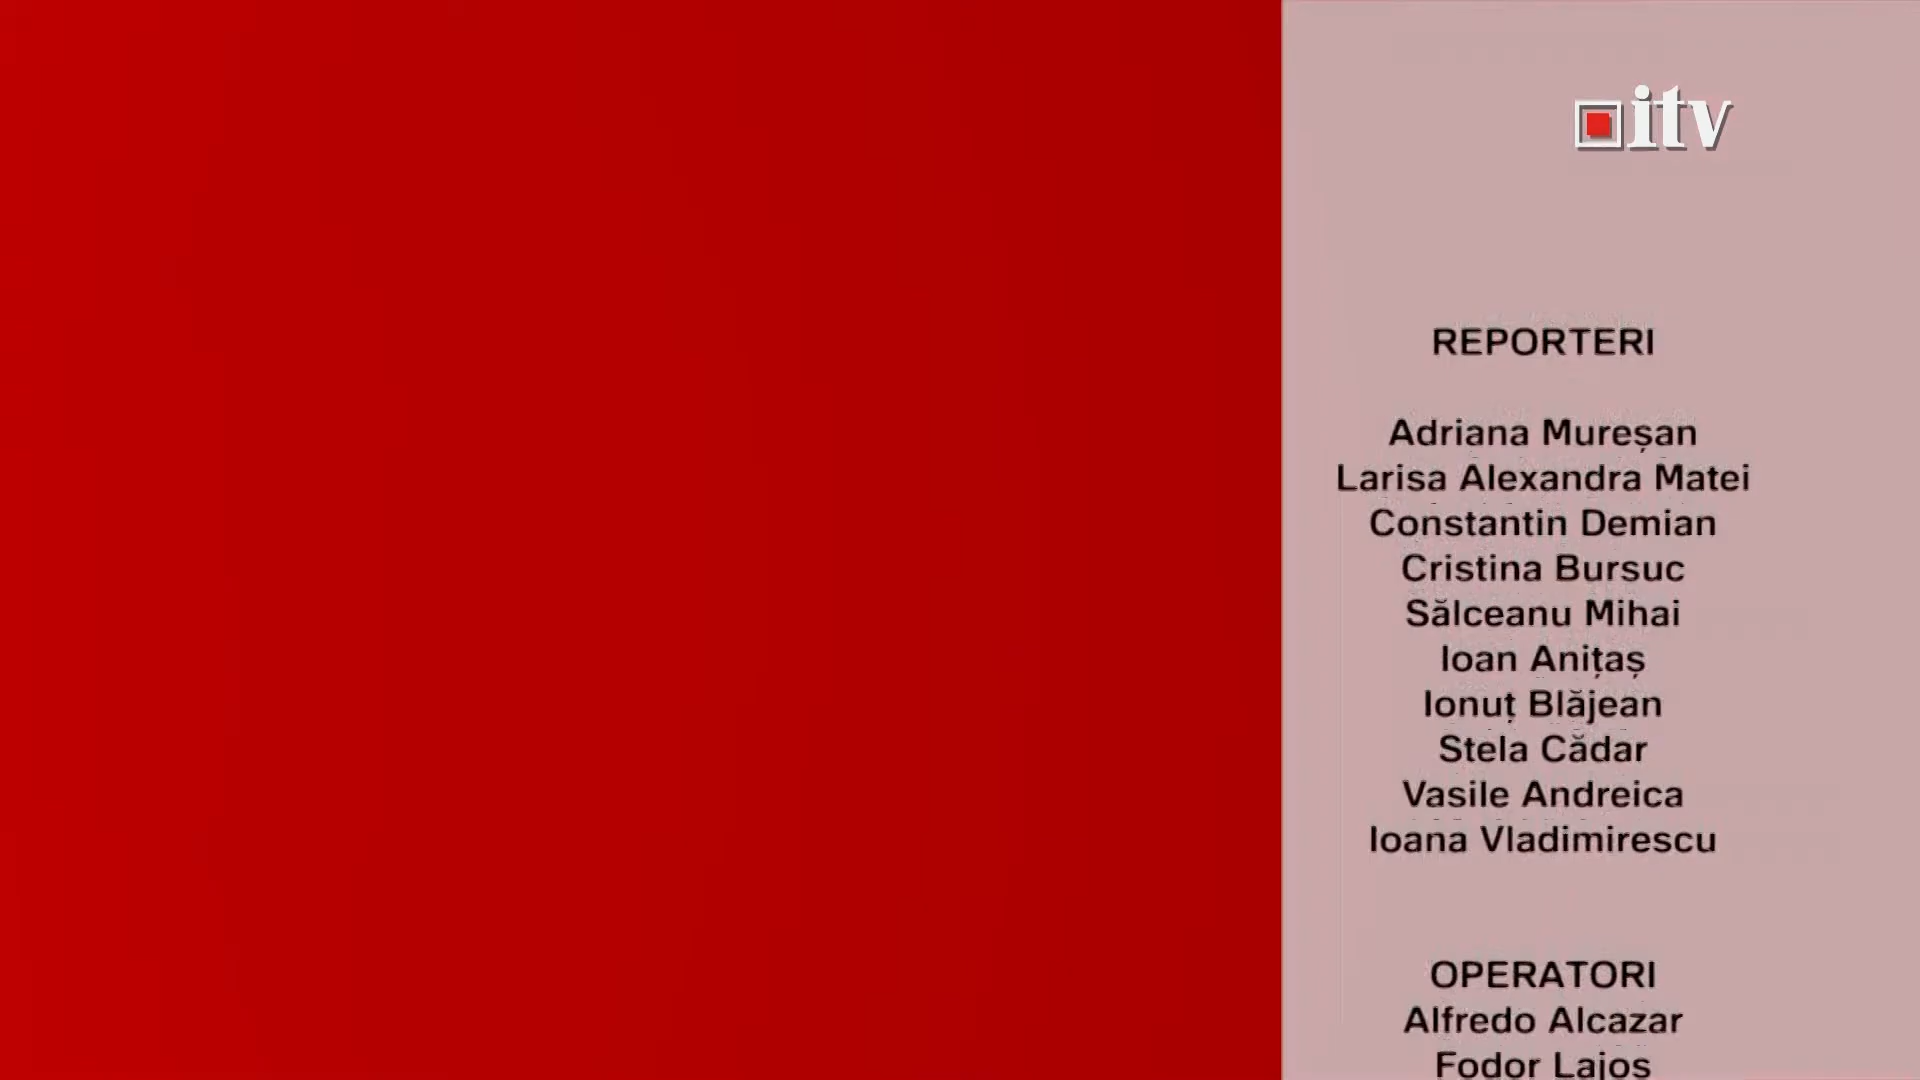 itv
REPORTERI
Adriana Mureșan
Larisa Alexandra Matei
Constantin Demian
Cristina Bursuc
Sălceanu Mihai
Ioan Anițaș
Ionuț Blăjean
Stela Cădar
Vasile Andreica
Ioana Vladimirescu
OPERATORI
Alfredo Alcazar
Fodor Lajos